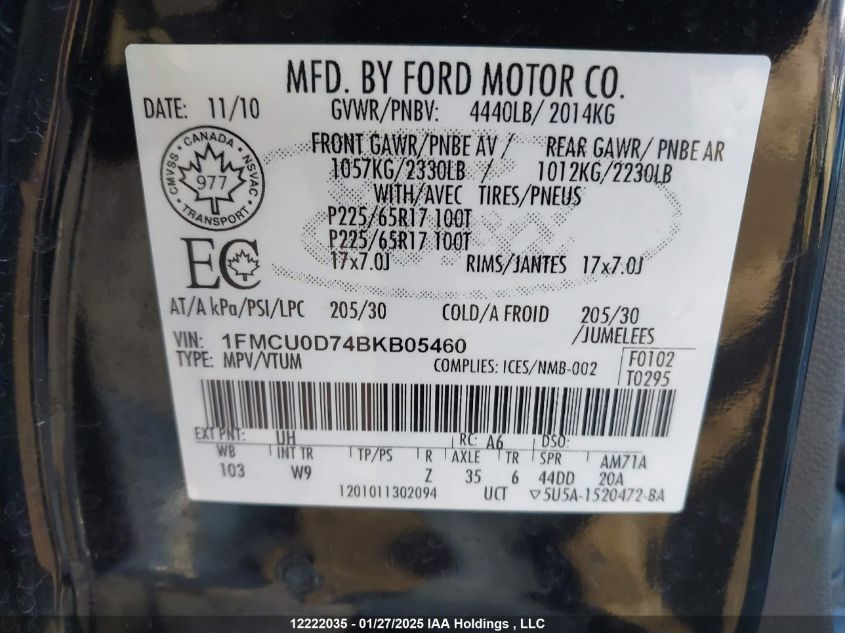 MFD. BY FORD MOTOR CO.
DATE: 11/10 GVWR/PNBV: 4440LB/ 2014KG
FRONT GAWR/PNBE AV / REAR GAWR/ PNBE AR
1057KG/2330LB / 1012KG/2230LB
WITH/AVEC TIRES/PNEUS
CMVSS · CANADA · NSVAC
977
TRANSPORT
P225/65R17 100T
P225/65R17 100T
EC
17x7.0J RIMS/JANTES 17x7.0J
AT/A kPa/PSI/LPC 205/30 COLD/A FROID 205/30
/JUMELEES
VIN: 1FMCU0D74BKB05460
TYPE: MPV/VTUM COMPLIES: ICES/NMB-002
F0102
T0295
EXT PNT: UH RC: A6 DSO:
WB INT TR TP/PS R AXLE TR SPR AM71A
103 W9 Z 35 6 44DD 20A
1201011302094 UCT ▽5U5A-1520472-BA
12222035 - 01/27/2025 IAA Holdings , LLC